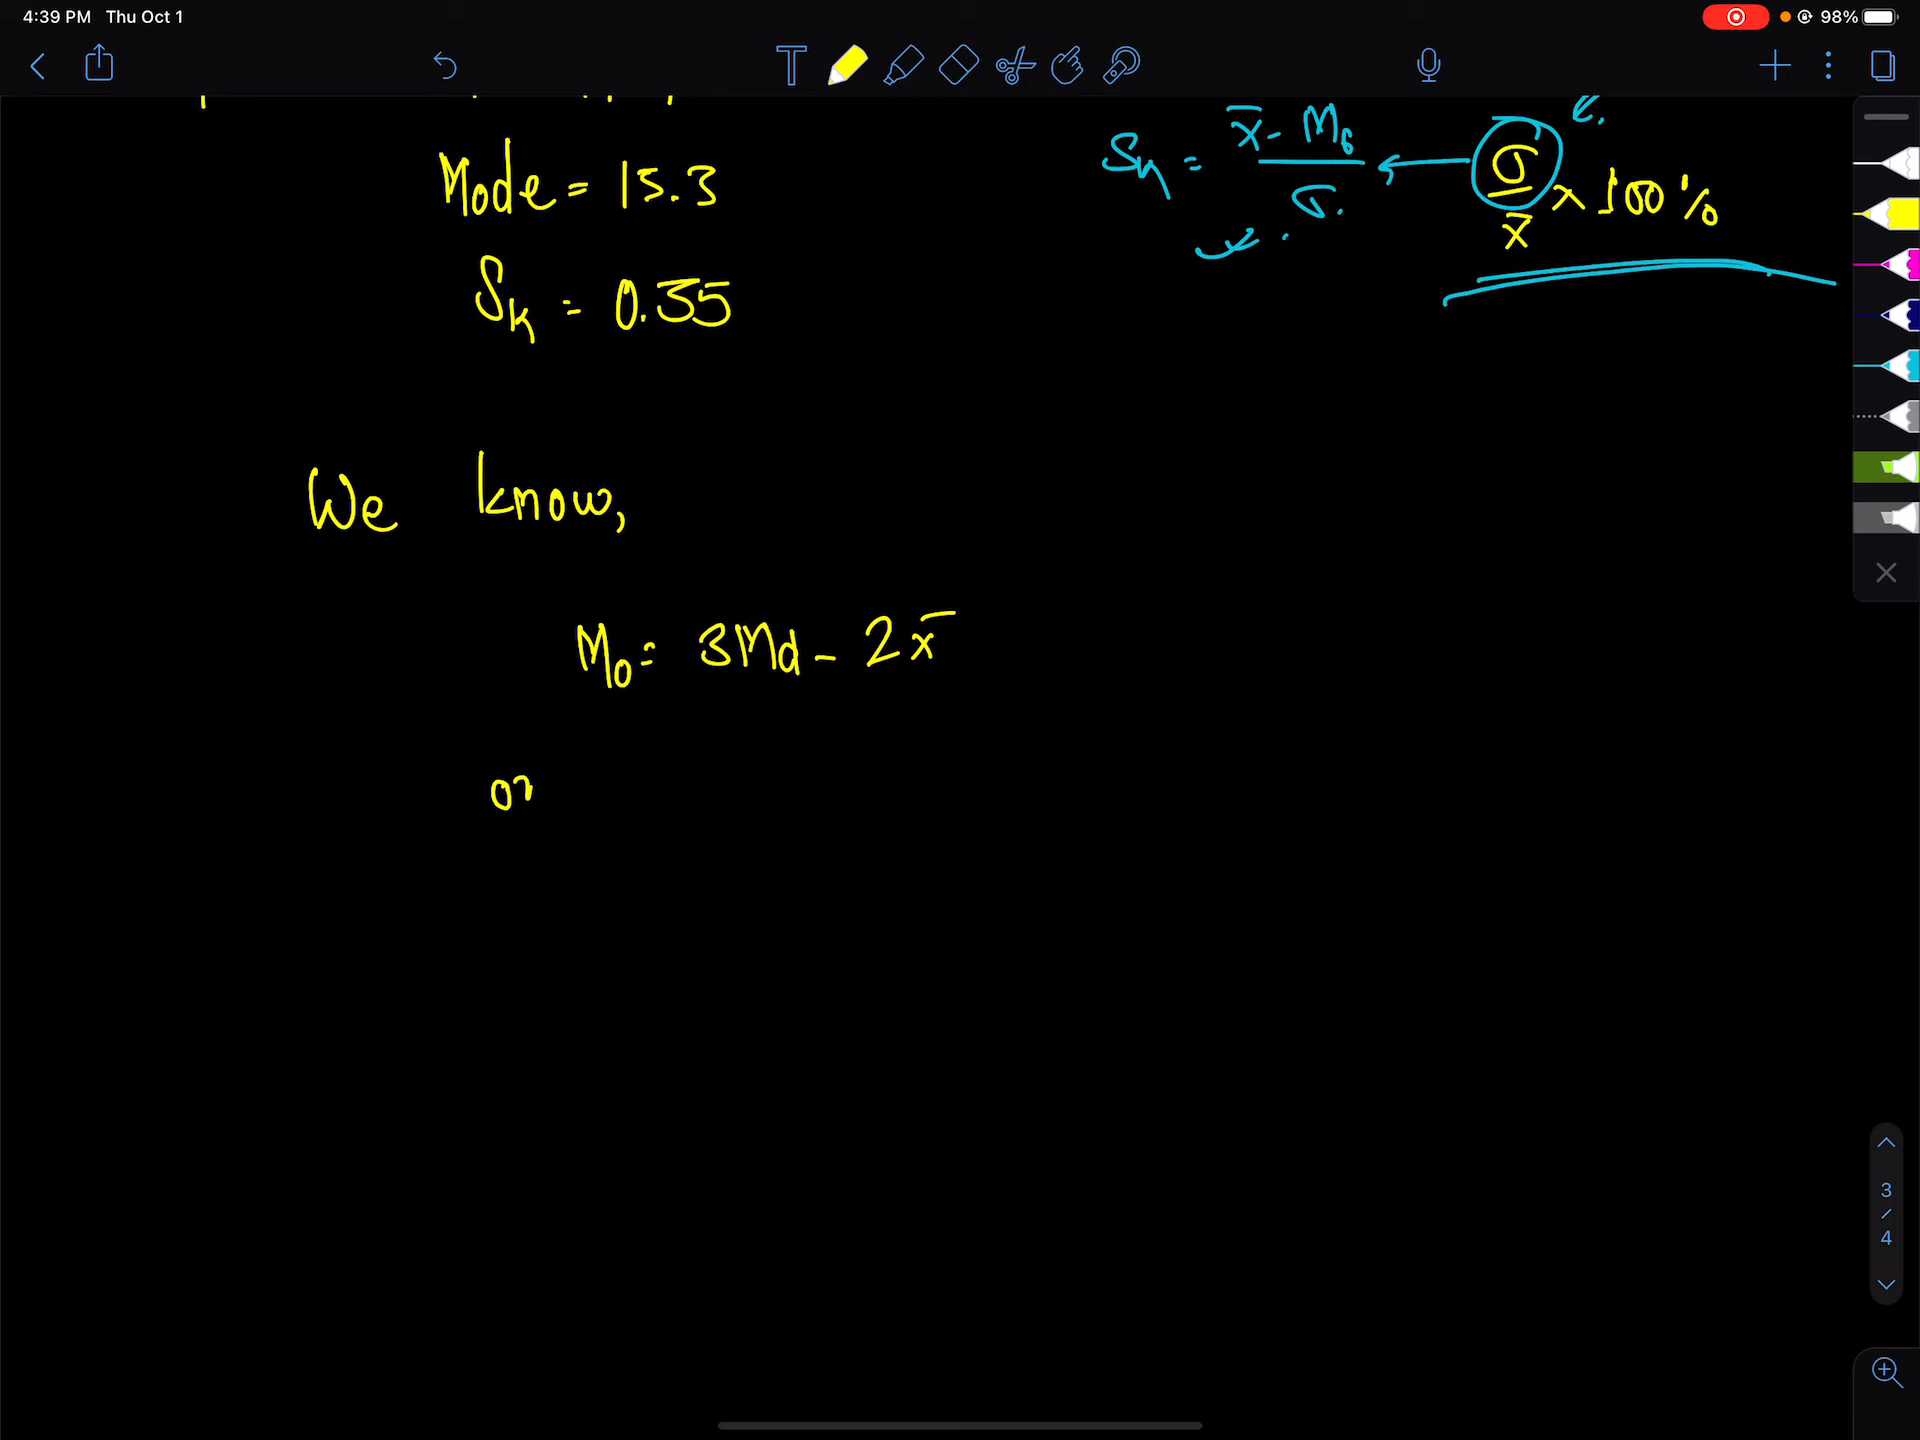 4:39 PM Thu Oct 1
98%
Mode = 15.3
Sk = 0.35
Sk = x̄ - Mo / σ.
σ / x̄ × 100%
We know,
Mo = 3Md - 2x̄
or
3 / 4